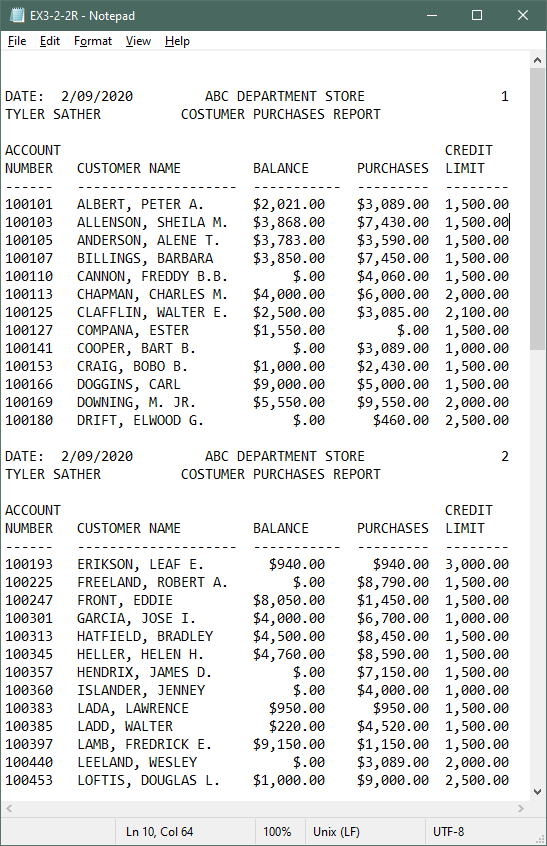 EX3-2-2R - Notepad
File Edit Format View Help
DATE:  2/09/2020         ABC DEPARTMENT STORE                 1
TYLER SATHER          COSTUMER PURCHASES REPORT
ACCOUNT                                                CREDIT
NUMBER   CUSTOMER NAME         BALANCE      PURCHASES  LIMIT
------   --------------------  -----------  ---------  --------
100101   ALBERT, PETER A.      $2,021.00    $3,089.00  1,500.00
100103   ALLENSON, SHEILA M.   $3,868.00    $7,430.00  1,500.00
100105   ANDERSON, ALENE T.    $3,783.00    $3,590.00  1,500.00
100107   BILLINGS, BARBARA     $3,850.00    $7,450.00  1,500.00
100110   CANNON, FREDDY B.B.        $.00    $4,060.00  1,500.00
100113   CHAPMAN, CHARLES M.   $4,000.00    $6,000.00  2,000.00
100125   CLAFFLIN, WALTER E.   $2,500.00    $3,085.00  2,100.00
100127   COMPANA, ESTER        $1,550.00         $.00  1,500.00
100141   COOPER, BART B.            $.00    $3,089.00  1,000.00
100153   CRAIG, BOBO B.        $1,000.00    $2,430.00  1,500.00
100166   DOGGINS, CARL         $9,000.00    $5,000.00  1,500.00
100169   DOWNING, M. JR.       $5,550.00    $9,550.00  2,000.00
100180   DRIFT, ELWOOD G.           $.00      $460.00  2,500.00
DATE:  2/09/2020         ABC DEPARTMENT STORE                 2
TYLER SATHER          COSTUMER PURCHASES REPORT
ACCOUNT                                                CREDIT
NUMBER   CUSTOMER NAME         BALANCE      PURCHASES  LIMIT
------   --------------------  -----------  ---------  --------
100193   ERIKSON, LEAF E.        $940.00      $940.00  3,000.00
100225   FREELAND, ROBERT A.        $.00    $8,790.00  1,500.00
100247   FRONT, EDDIE          $8,050.00    $1,450.00  1,500.00
100301   GARCIA, JOSE I.       $4,000.00    $6,700.00  1,000.00
100313   HATFIELD, BRADLEY     $4,500.00    $8,450.00  1,500.00
100345   HELLER, HELEN H.      $4,760.00    $8,590.00  1,500.00
100357   HENDRIX, JAMES D.          $.00    $7,150.00  1,500.00
100360   ISLANDER, JENNEY           $.00    $4,000.00  1,000.00
100383   LADA, LAWRENCE          $950.00      $950.00  1,500.00
100385   LADD, WALTER            $220.00    $4,520.00  1,500.00
100397   LAMB, FREDRICK E.     $9,150.00    $1,150.00  1,500.00
100440   LEELAND, WESLEY            $.00    $3,089.00  2,000.00
100453   LOFTIS, DOUGLAS L.    $1,000.00    $9,000.00  2,500.00
Ln 10, Col 64 100% Unix (LF) UTF-8